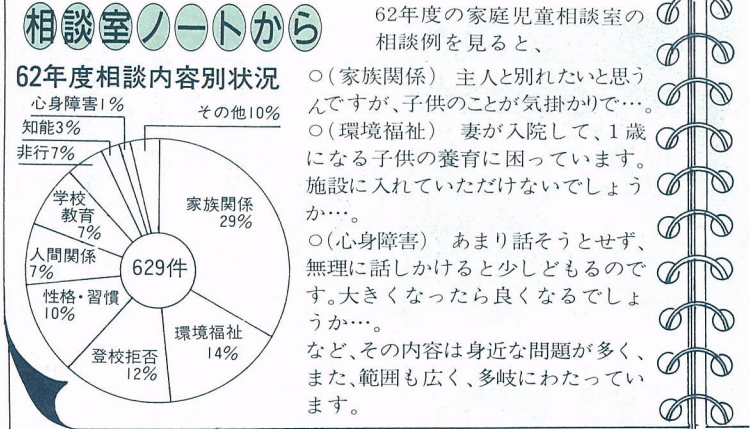 相談室ノートから
62年度相談内容別状況
心身障害1%
その他10%
知能3%
非行7%
学校
教育
7%
人間関係
7%
性格・習慣
10%
登校拒否
12%
環境福祉
14%
家族関係
29%
629件
62年度の家庭児童相談室の
相談例を見ると、
○(家族関係) 主人と別れたいと思う
んですが、子供のことが気掛かりで…。
○(環境福祉) 妻が入院して、1歳
になる子供の養育に困っています。
施設に入れていただけないでしょう
か…。
○(心身障害) あまり話そうとせず、
無理に話しかけると少しどもるので
す。大きくなったら良くなるでしょ
うか…。
など、その内容は身近な問題が多く、
また、範囲も広く、多岐にわたってい
ます。